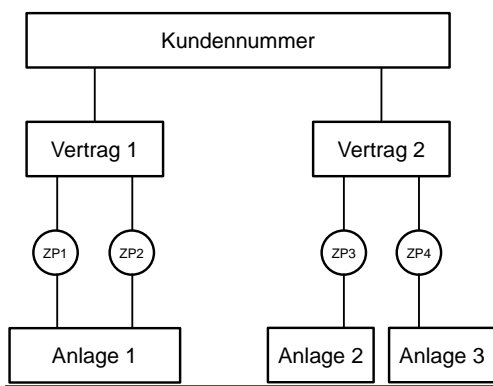 Kundennummer
Vertrag 1
Vertrag 2
ZP1
ZP2
ZP3
ZP4
Anlage 1
Anlage 2
Anlage 3